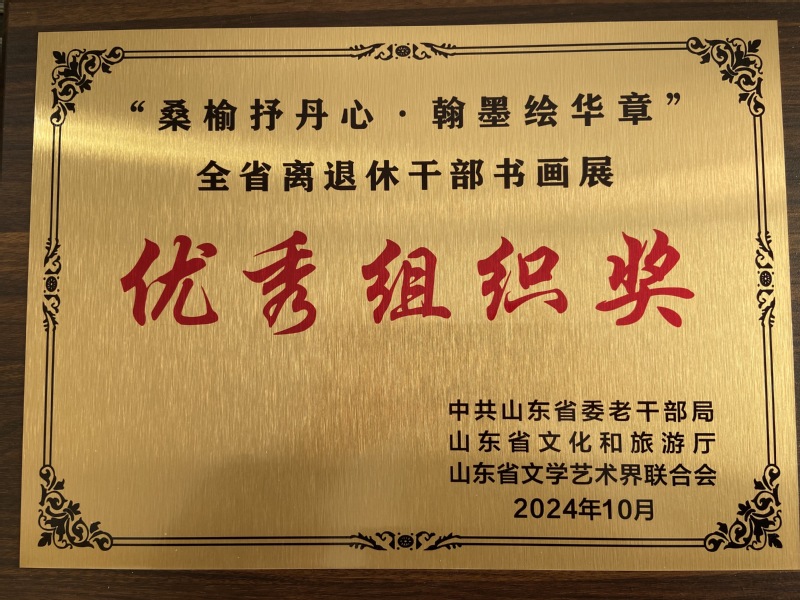 “桑榆抒丹心·翰墨绘华章”
全省离退休干部书画展
优秀组织奖
中共山东省委老干部局
山东省文化和旅游厅
山东省文学艺术界联合会
2024年10月